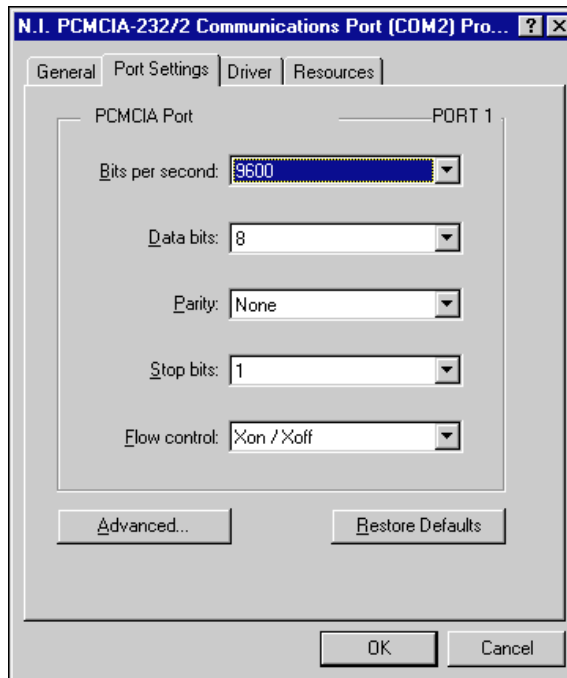 N.I. PCMCIA-232/2 Communications Port (COM2) Pro... ? ×
General Port Settings Driver Resources
PCMCIA Port PORT 1
Bits per second: 9600
Data bits: 8
Parity: None
Stop bits: 1
Flow control: Xon / Xoff
Advanced... Restore Defaults
OK Cancel